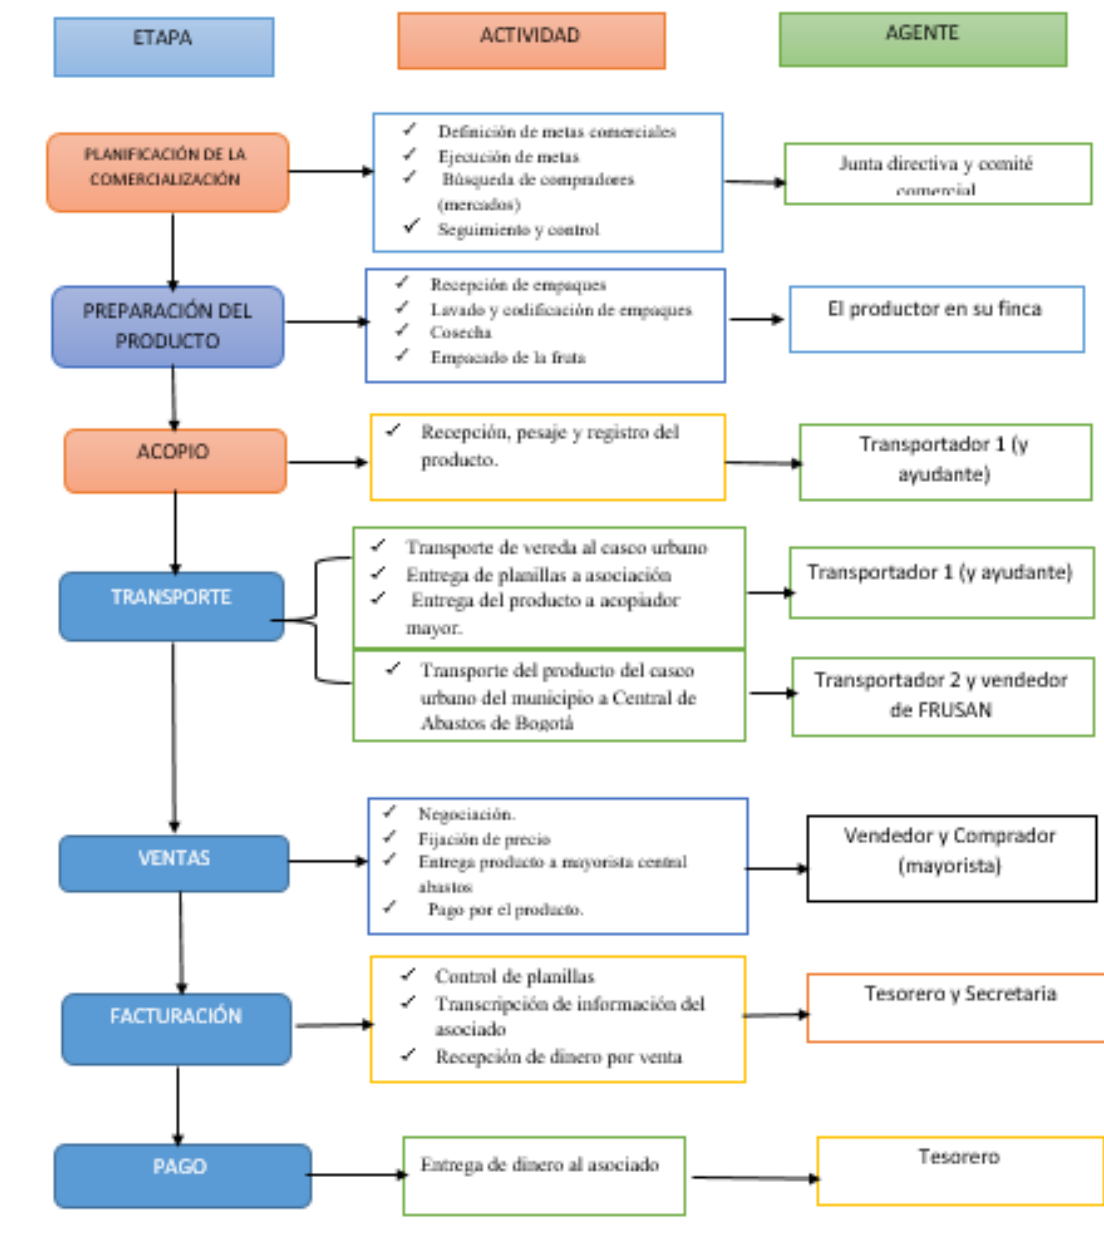 ETAPA
ACTIVIDAD
AGENTE
PLANIFICACIÓN DE LA
COMERCIALIZACIÓN
✓ Definición de metas comerciales
✓ Ejecución de metas
✓ Búsqueda de compradores
(mercados)
✓ Seguimiento y control
Junta directiva y comité
comercial
PREPARACIÓN DEL
PRODUCTO
✓ Recepción de empaques
✓ Lavado y codificación de empaques
✓ Cosecha
✓ Empacado de la fruta
El productor en su finca
ACOPIO
✓ Recepción, pesaje y registro del
producto.
Transportador 1 (y
ayudante)
TRANSPORTE
✓ Transporte de vereda al casco urbano
✓ Entrega de planillas a asociación
✓ Entrega del producto a acopiador
mayor.
Transportador 1 (y ayudante)
✓ Transporte del producto del casco
urbano del municipio a Central de
Abastos de Bogotá
Transportador 2 y vendedor
de FRUSAN
VENTAS
✓ Negociación.
✓ Fijación de precio
✓ Entrega producto a mayorista central
abastos
✓ Pago por el producto.
Vendedor y Comprador
(mayorista)
FACTURACIÓN
✓ Control de planillas
✓ Transcripción de información del
asociado
✓ Recepción de dinero por venta
Tesorero y Secretaria
PAGO
Entrega de dinero al asociado
Tesorero